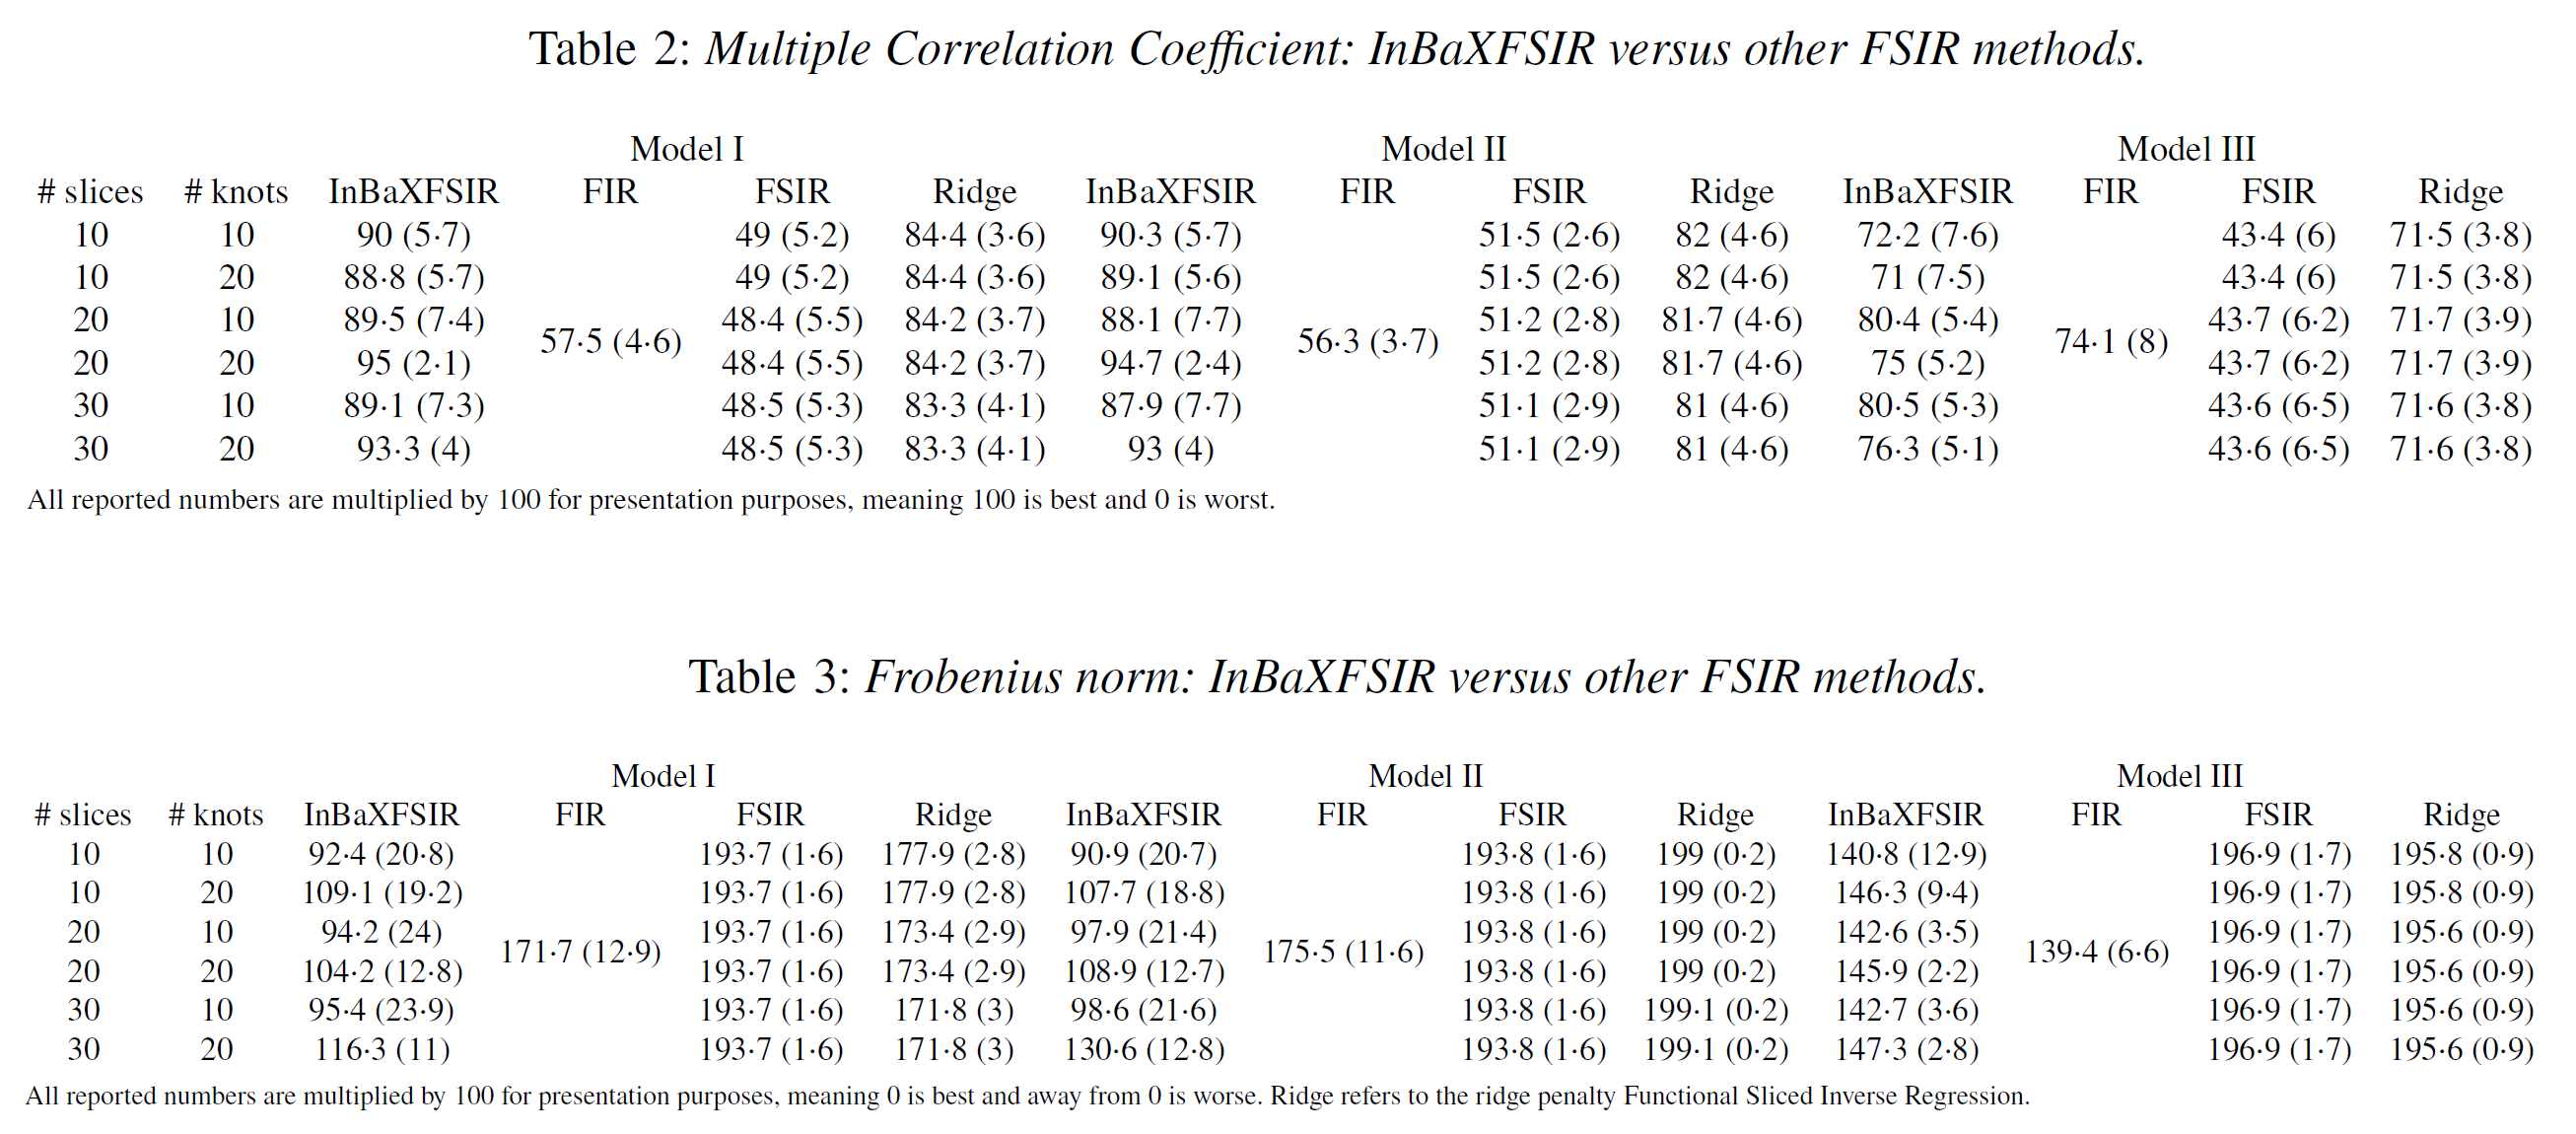 Table 2: Multiple Correlation Coefficient: InBaXFSIR versus other FSIR methods.
Model I Model II Model III
# slices # knots InBaXFSIR FIR FSIR Ridge InBaXFSIR FIR FSIR Ridge InBaXFSIR FIR FSIR Ridge
10 10 90 (5·7) 49 (5·2) 84·4 (3·6) 90·3 (5·7) 51·5 (2·6) 82 (4·6) 72·2 (7·6) 43·4 (6) 71·5 (3·8)
10 20 88·8 (5·7) 49 (5·2) 84·4 (3·6) 89·1 (5·6) 51·5 (2·6) 82 (4·6) 71 (7·5) 43·4 (6) 71·5 (3·8)
20 10 89·5 (7·4) 48·4 (5·5) 84·2 (3·7) 88·1 (7·7) 51·2 (2·8) 81·7 (4·6) 80·4 (5·4) 43·7 (6·2) 71·7 (3·9)
57·5 (4·6) 56·3 (3·7) 74·1 (8)
20 20 95 (2·1) 48·4 (5·5) 84·2 (3·7) 94·7 (2·4) 51·2 (2·8) 81·7 (4·6) 75 (5·2) 43·7 (6·2) 71·7 (3·9)
30 10 89·1 (7·3) 48·5 (5·3) 83·3 (4·1) 87·9 (7·7) 51·1 (2·9) 81 (4·6) 80·5 (5·3) 43·6 (6·5) 71·6 (3·8)
30 20 93·3 (4) 48·5 (5·3) 83·3 (4·1) 93 (4) 51·1 (2·9) 81 (4·6) 76·3 (5·1) 43·6 (6·5) 71·6 (3·8)
All reported numbers are multiplied by 100 for presentation purposes, meaning 100 is best and 0 is worst.
Table 3: Frobenius norm: InBaXFSIR versus other FSIR methods.
Model I Model II Model III
# slices # knots InBaXFSIR FIR FSIR Ridge InBaXFSIR FIR FSIR Ridge InBaXFSIR FIR FSIR Ridge
10 10 92·4 (20·8) 193·7 (1·6) 177·9 (2·8) 90·9 (20·7) 193·8 (1·6) 199 (0·2) 140·8 (12·9) 196·9 (1·7) 195·8 (0·9)
10 20 109·1 (19·2) 193·7 (1·6) 177·9 (2·8) 107·7 (18·8) 193·8 (1·6) 199 (0·2) 146·3 (9·4) 196·9 (1·7) 195·8 (0·9)
20 10 94·2 (24) 193·7 (1·6) 173·4 (2·9) 97·9 (21·4) 193·8 (1·6) 199 (0·2) 142·6 (3·5) 196·9 (1·7) 195·6 (0·9)
171·7 (12·9) 175·5 (11·6) 139·4 (6·6)
20 20 104·2 (12·8) 193·7 (1·6) 173·4 (2·9) 108·9 (12·7) 193·8 (1·6) 199 (0·2) 145·9 (2·2) 196·9 (1·7) 195·6 (0·9)
30 10 95·4 (23·9) 193·7 (1·6) 171·8 (3) 98·6 (21·6) 193·8 (1·6) 199·1 (0·2) 142·7 (3·6) 196·9 (1·7) 195·6 (0·9)
30 20 116·3 (11) 193·7 (1·6) 171·8 (3) 130·6 (12·8) 193·8 (1·6) 199·1 (0·2) 147·3 (2·8) 196·9 (1·7) 195·6 (0·9)
All reported numbers are multiplied by 100 for presentation purposes, meaning 0 is best and away from 0 is worse. Ridge refers to the ridge penalty Functional Sliced Inverse Regression.